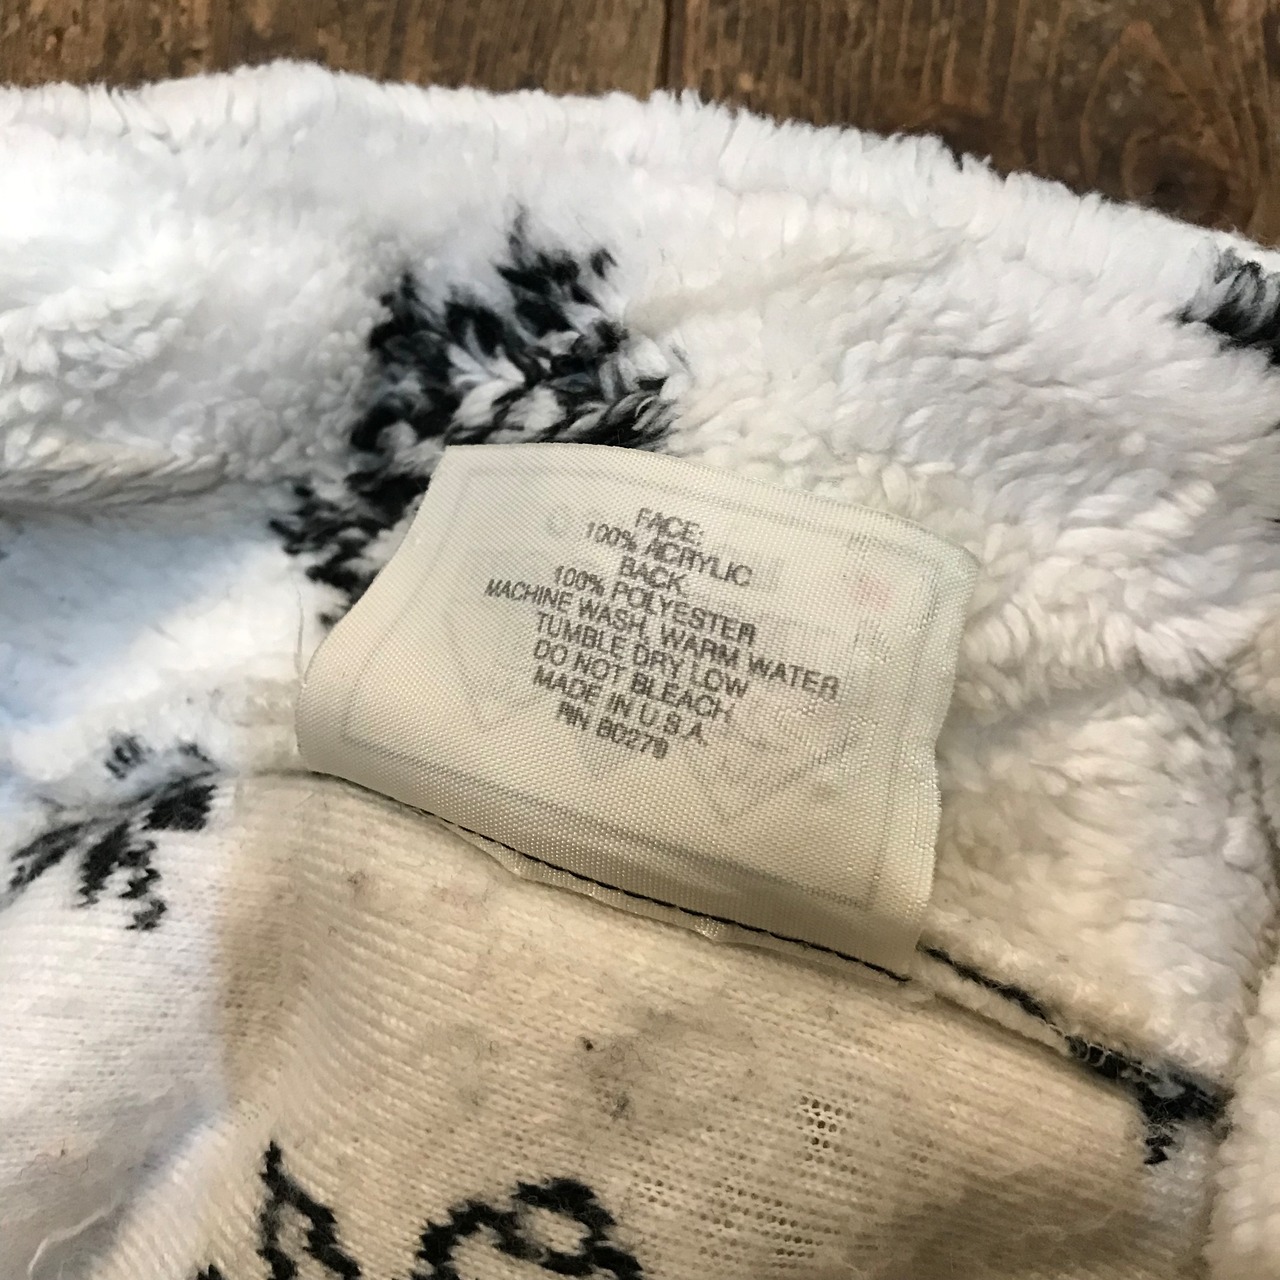 FACE:
100% ACRYLIC
BACK:
100% POLYESTER
MACHINE WASH, WARM WATER
TUMBLE DRY LOW
DO NOT BLEACH
MADE IN U.S.A.
RN 80279